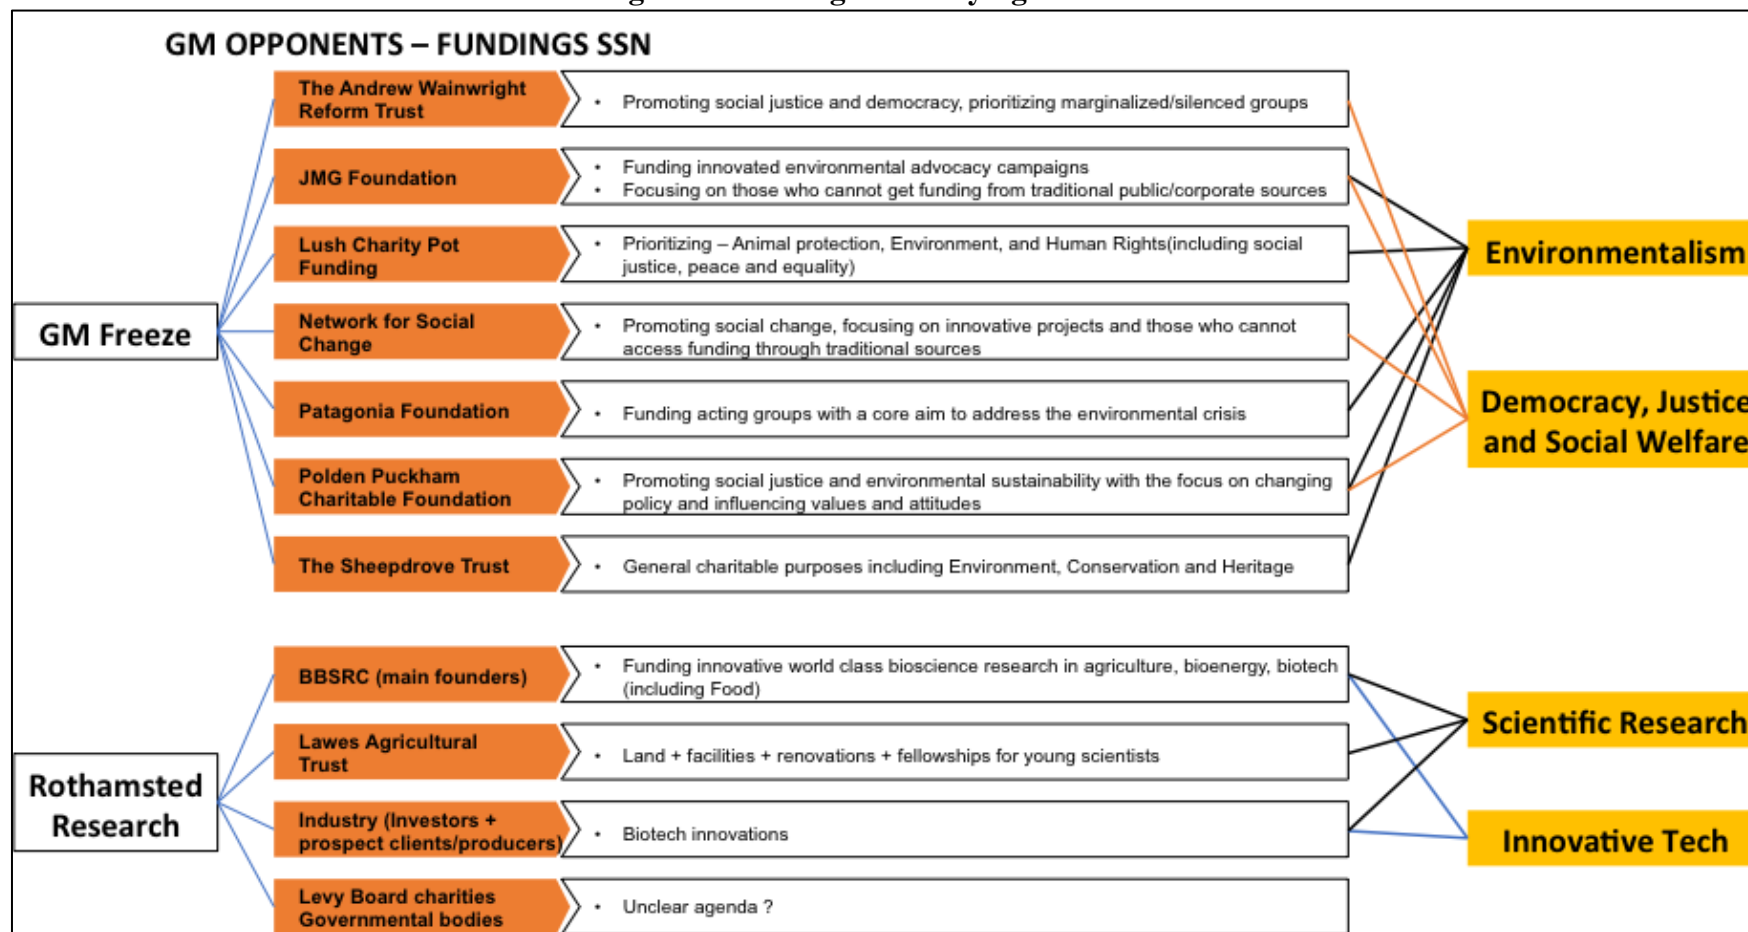 GM OPPONENTS – FUNDINGS SSN
GM Freeze
The Andrew Wainwright
Reform Trust
• Promoting social justice and democracy, prioritizing marginalized/silenced groups
JMG Foundation
• Funding innovated environmental advocacy campaigns
• Focusing on those who cannot get funding from traditional public/corporate sources
Lush Charity Pot
Funding
• Prioritizing – Animal protection, Environment, and Human Rights(including social
justice, peace and equality)
Network for Social
Change
• Promoting social change, focusing on innovative projects and those who cannot
access funding through traditional sources
Patagonia Foundation
• Funding acting groups with a core aim to address the environmental crisis
Polden Puckham
Charitable Foundation
• Promoting social justice and environmental sustainability with the focus on changing
policy and influencing values and attitudes
The Sheepdrove Trust
• General charitable purposes including Environment, Conservation and Heritage
Environmentalism
Democracy, Justice
and Social Welfare
Rothamsted
Research
BBSRC (main founders)
• Funding innovative world class bioscience research in agriculture, bioenergy, biotech
(including Food)
Lawes Agricultural
Trust
• Land + facilities + renovations + fellowships for young scientists
Industry (Investors +
prospect clients/producers)
• Biotech innovations
Levy Board charities
Governmental bodies
• Unclear agenda ?
Scientific Research
Innovative Tech